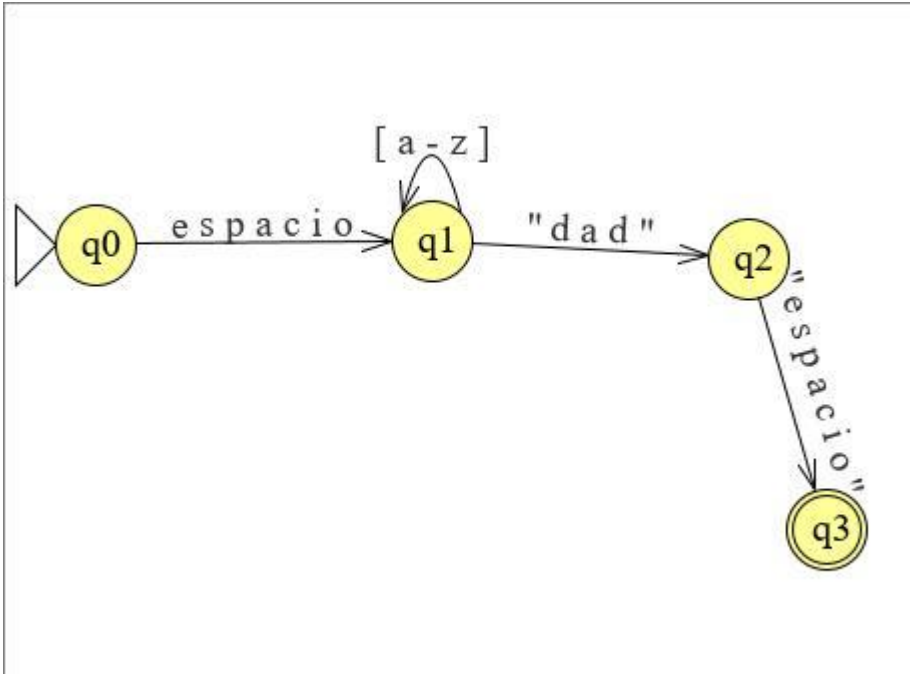 [ a - z ]
espacio
"dad"
q0
q1
q2
"espacio"
q3